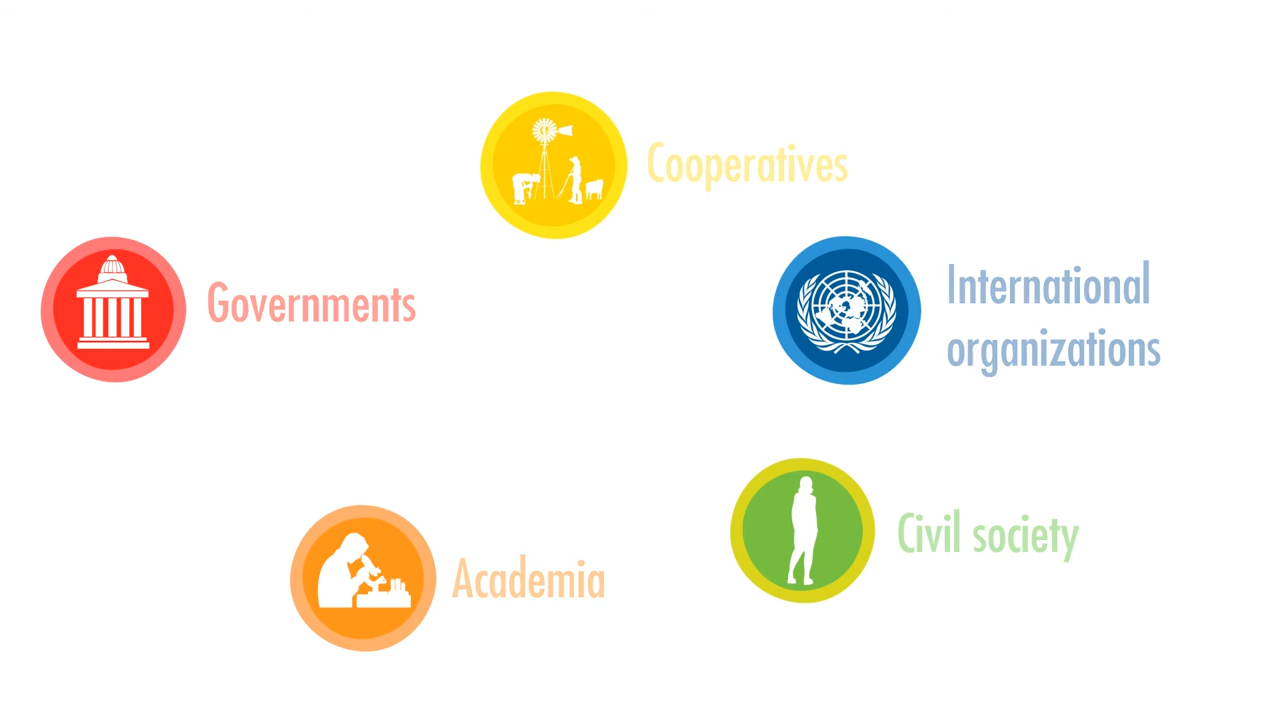 Cooperatives
Governments
International
organizations
Civil society
Academia